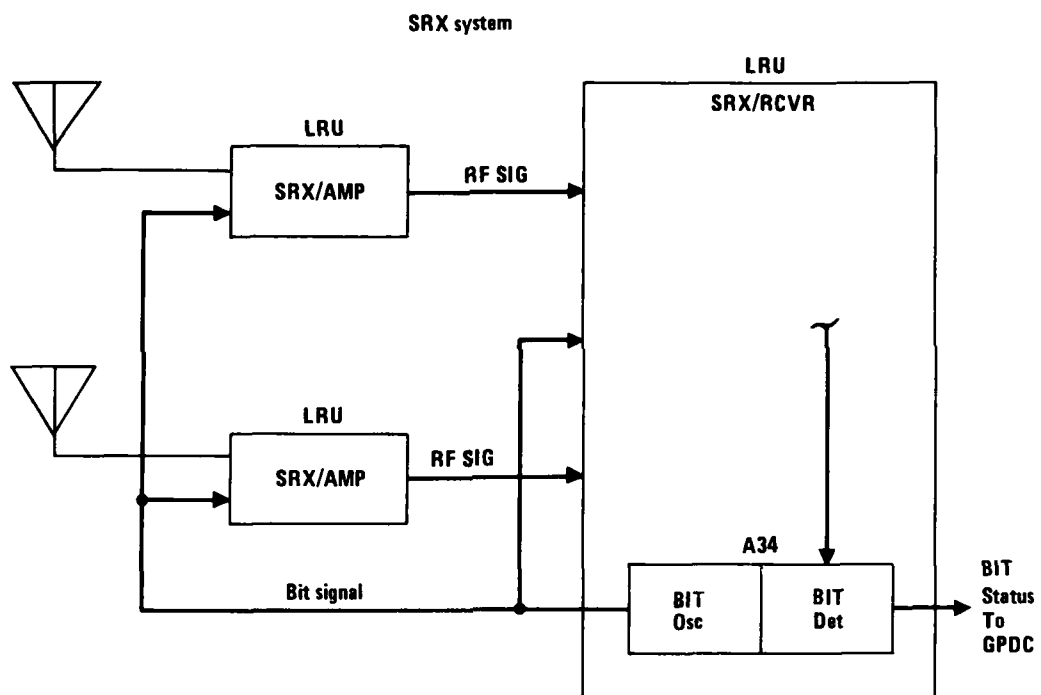 SRX system
LRU
SRX/RCVR
LRU
SRX/AMP
RF SIG
LRU
SRX/AMP
RF SIG
A34
BIT
Osc
BIT
Det
Bit signal
BIT
Status
To
GPDC